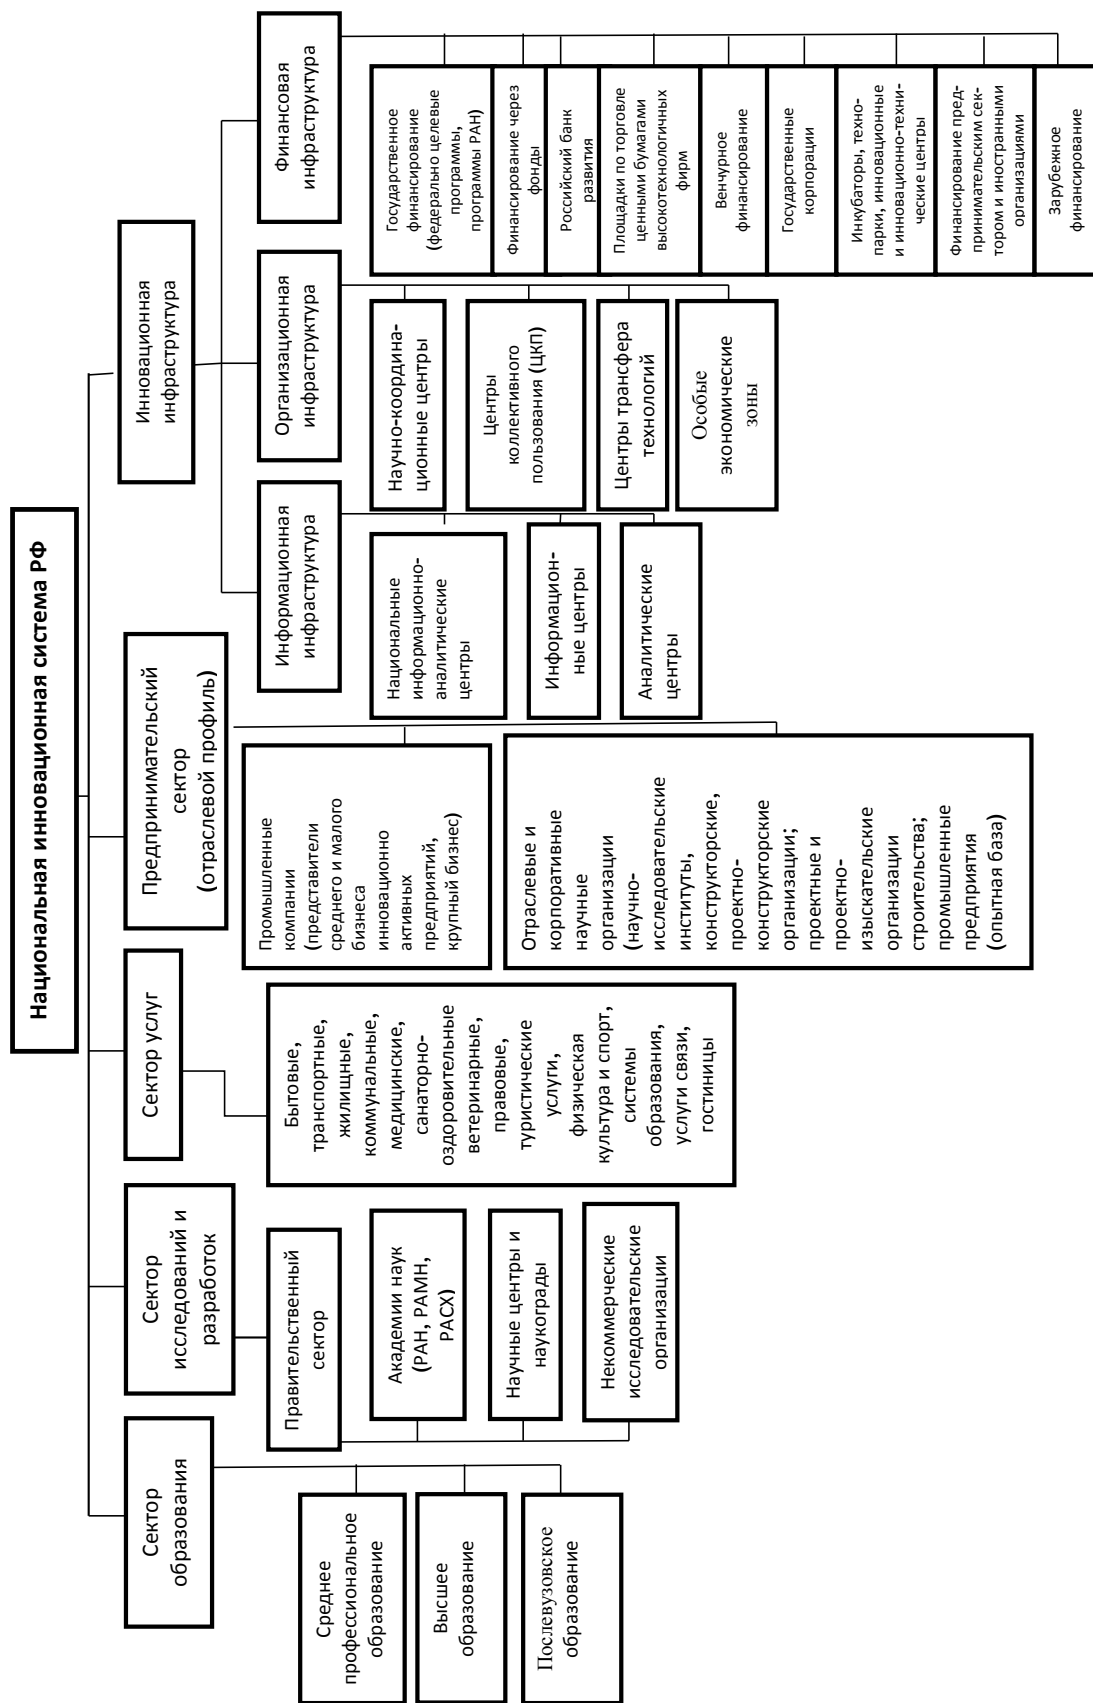 Национальная инновационная система РФ
Сектор
образования
Среднее
профессиональное
образование
Высшее
образование
Послевузовское
образование
Сектор
исследований и
разработок
Правительственный
сектор
Академии наук
(РАН, РАМН,
РАСХ)
Научные центры и
наукограды
Некоммерческие
исследовательские
организации
Сектор услуг
Бытовые,
транспортные,
жилищные,
коммунальные,
медицинские,
санаторно-
оздоровительные
ветеринарные,
правовые,
туристические
услуги,
физическая
культура и спорт,
системы
образования,
услуги связи,
гостиницы
Предпринимательский
сектор
(отраслевой профиль)
Промышленные
компании
(представители
среднего и малого
бизнеса
инновационно
активных
предприятий,
крупный бизнес)
Отраслевые и
корпоративные
научные
организации
(научно-
исследовательские
институты,
конструкторские,
проектно-
конструкторские
организации;
проектные и
проектно-
изыскательские
организации
строительства;
промышленные
предприятия
(опытная база)
Инновационная
инфраструктура
Информационная
инфраструктура
Национальные
информационно-
аналитические
центры
Информацион-
ные центры
Аналитические
центры
Организационная
инфраструктура
Научно-координа-
ционные центры
Центры
коллективного
пользования (ЦКП)
Центры трансфера
технологий
Особые
экономические
зоны
Финансовая
инфраструктура
Государственное
финансирование
(федерально целевые
программы,
программы РАН)
Финансирование через
фонды
Российский банк
развития
Площадки по торговле
ценными бумагами
высокотехнологичных
фирм
Венчурное
финансирование
Государственные
корпорации
Инкубаторы, техно-
парки, инновационные
и инновационно-техни-
ческие центры
Финансирование пред-
принимательским сек-
тором и иностранными
организациями
Зарубежное
финансирование